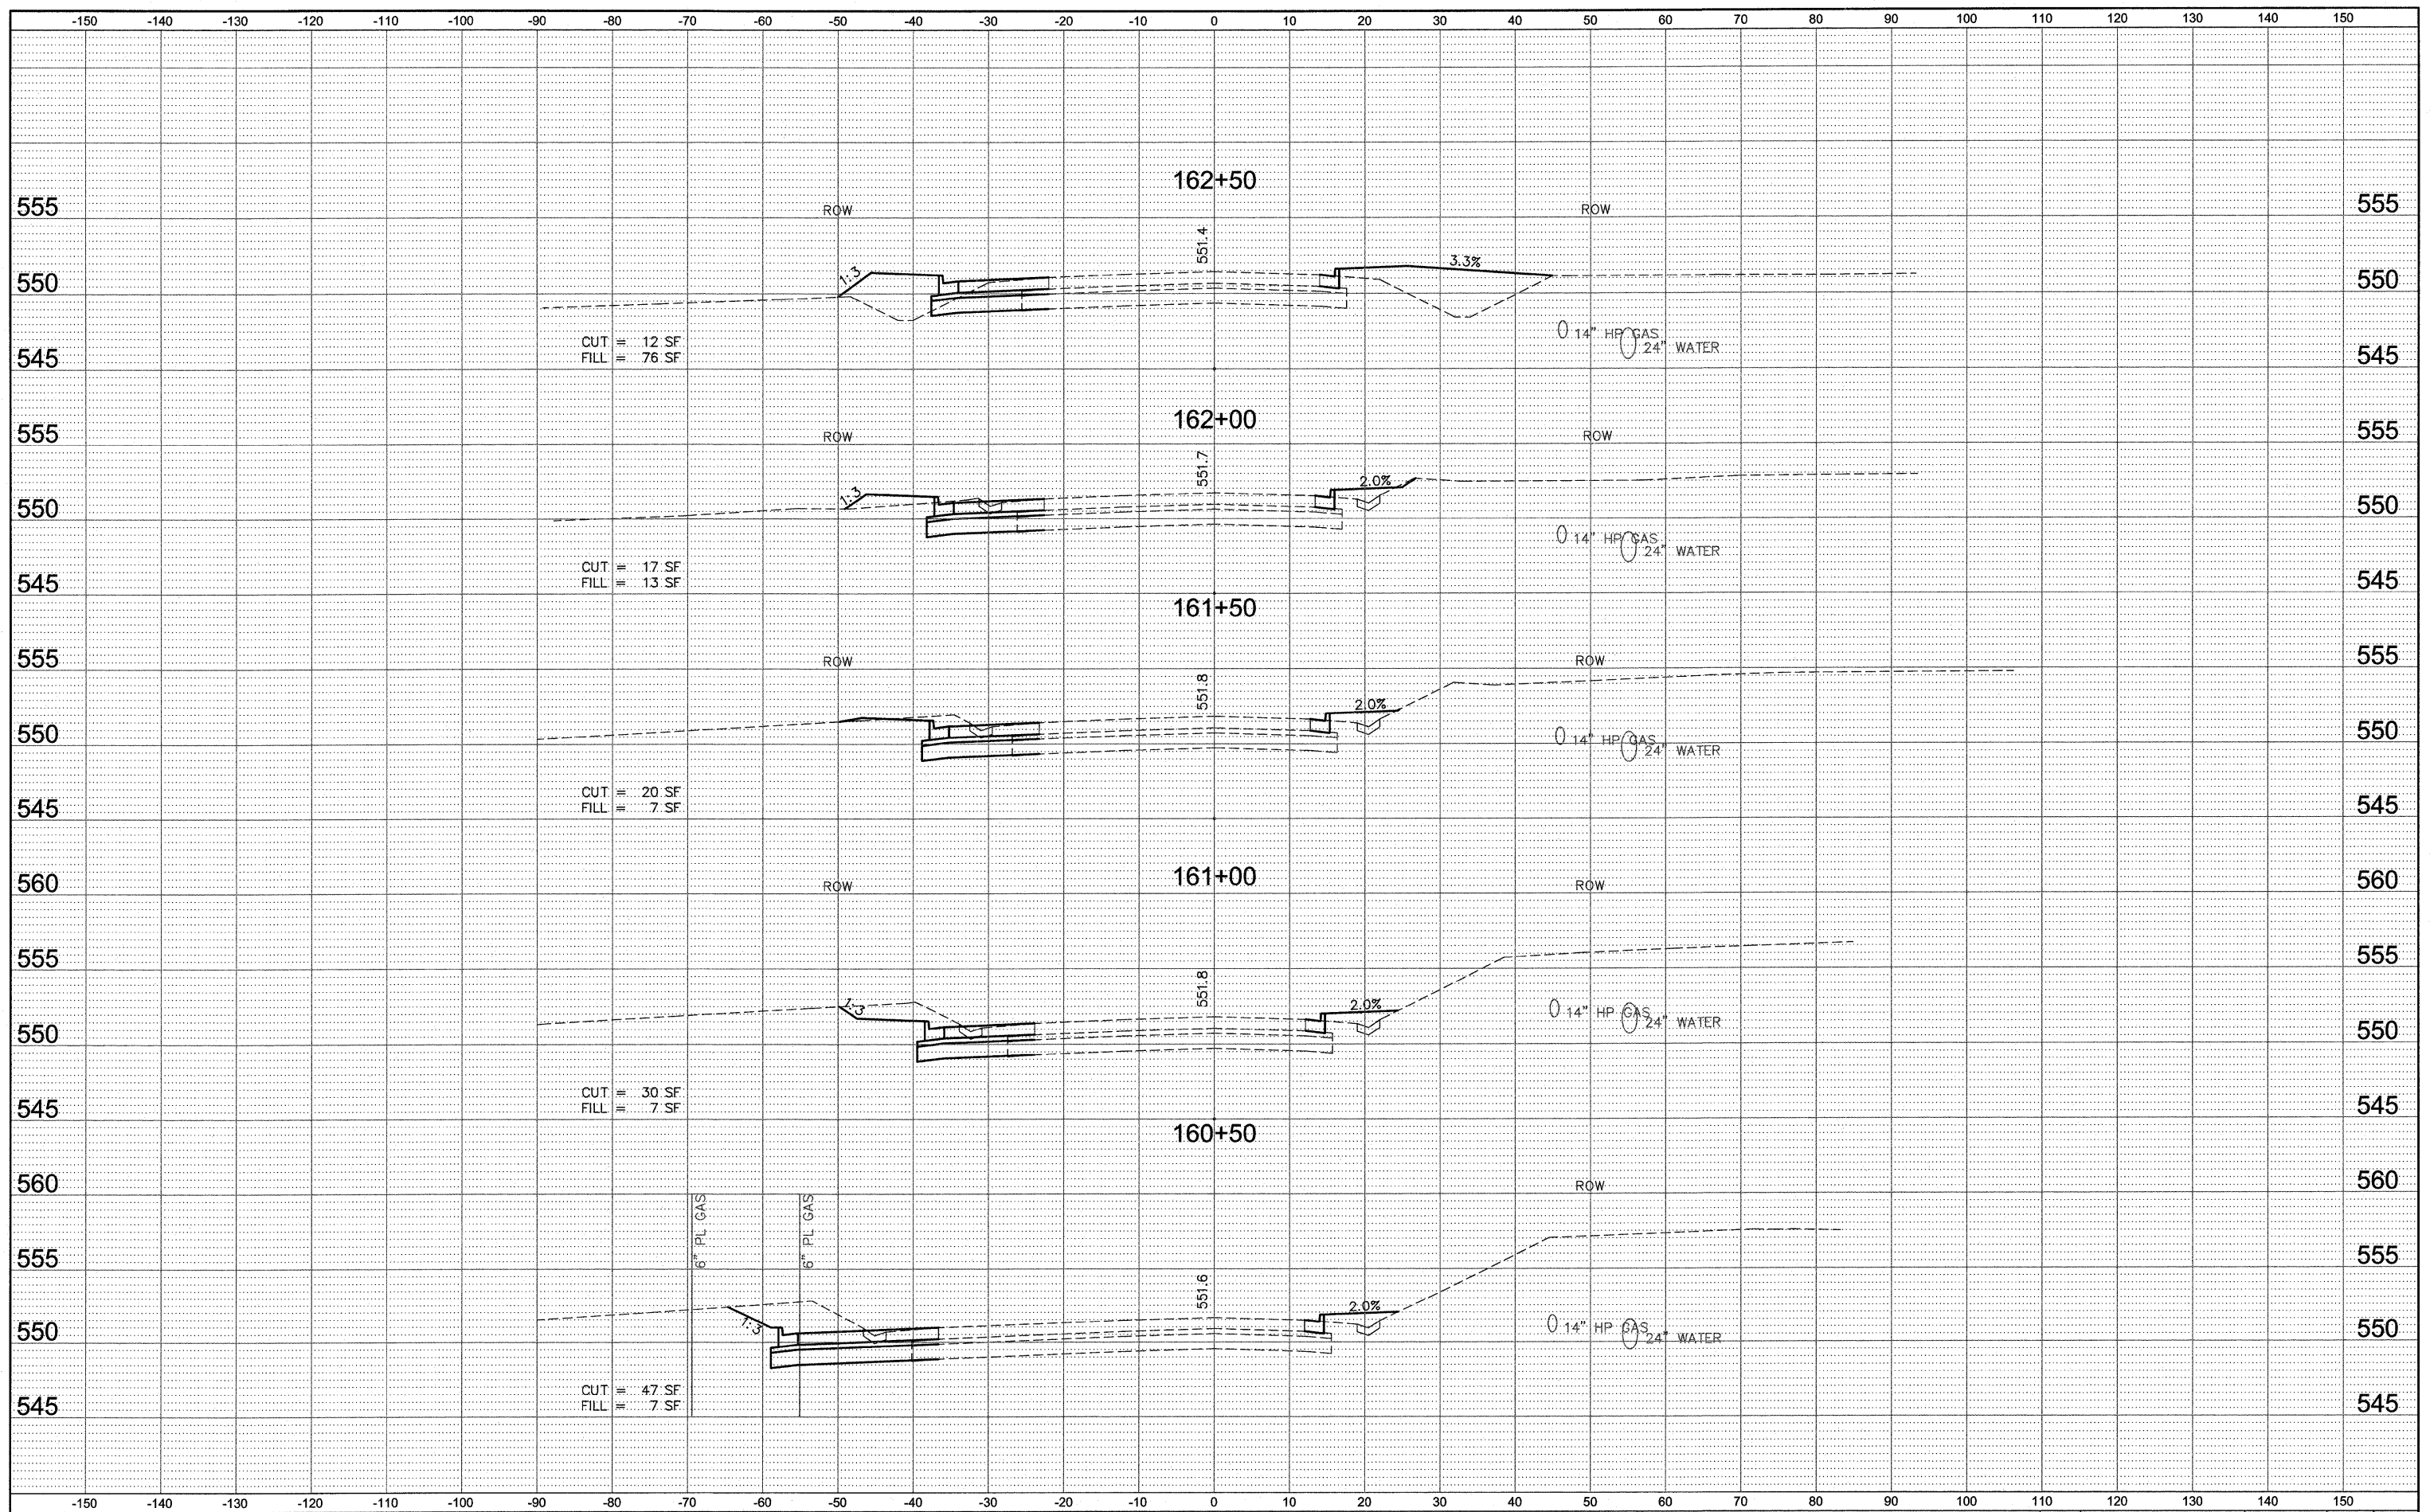 -150 -140 -130 -120 -110 -100 -90 -80 -70 -60 -50 -40 -30 -20 -10 0 10 20 30 40 50 60 70 80 90 100 110 120 130 140 150
162+50
555 ROW ROW 555
551.4
1:3 3.3%
550 550
14" HP GAS
24" WATER
CUT = 12 SF
FILL = 76 SF
545 545
162+00
555 ROW ROW 555
551.7
1:3 2.0%
550 550
14" HP GAS
24" WATER
CUT = 17 SF
FILL = 13 SF
545 545
161+50
555 ROW ROW 555
551.8
2.0%
550 550
14" HP GAS
24" WATER
CUT = 20 SF
FILL = 7 SF
545 545
161+00
560 ROW ROW 560
555 555
551.8
1:3 2.0%
14" HP GAS
24" WATER
550 550
CUT = 30 SF
FILL = 7 SF
545 545
160+50
560 ROW 560
6" PL GAS 6" PL GAS
555 555
551.6
1:3 2.0%
14" HP GAS
24" WATER
550 550
CUT = 47 SF
FILL = 7 SF
545 545
-150 -140 -130 -120 -110 -100 -90 -80 -70 -60 -50 -40 -30 -20 -10 0 10 20 30 40 50 60 70 80 90 100 110 120 130 140 150